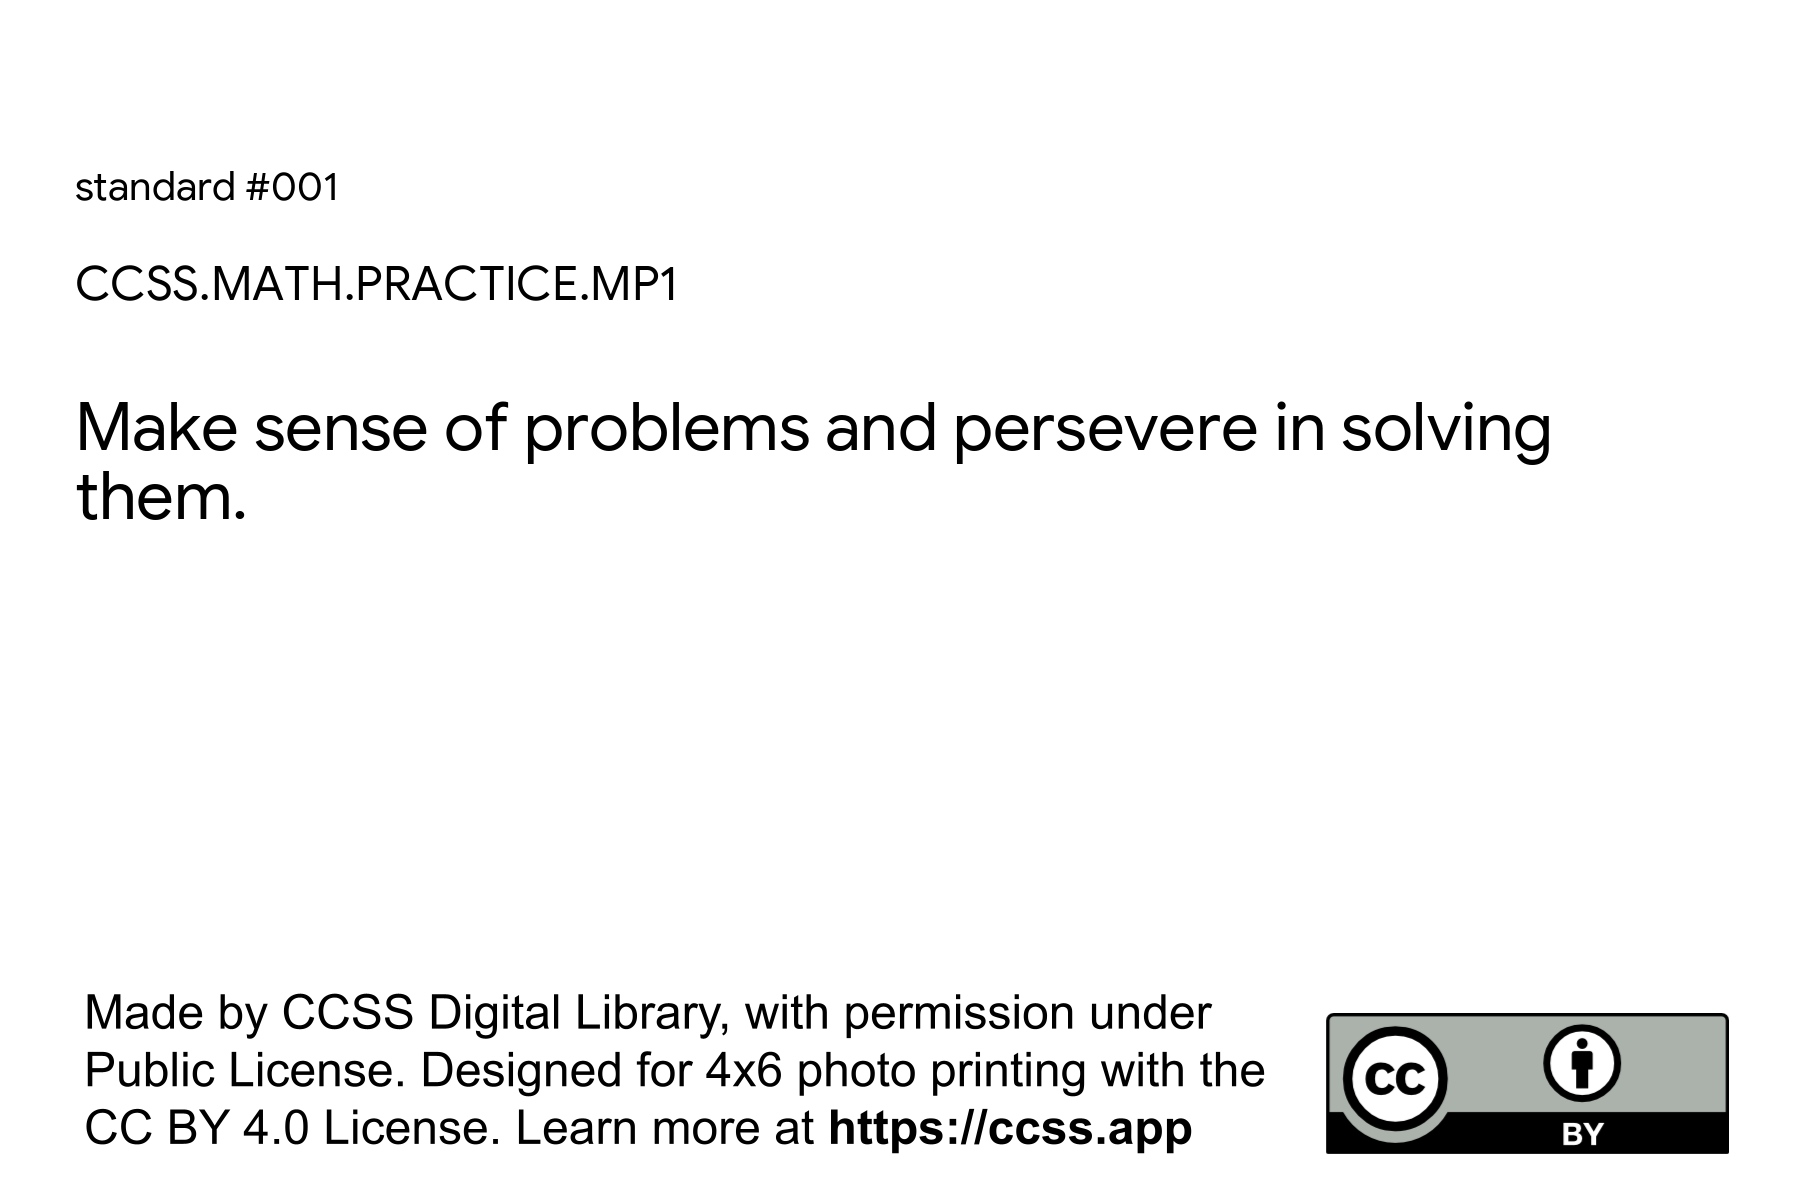 standard #001
CCSS.MATH.PRACTICE.MP1
Make sense of problems and persevere in solving
them.
Made by CCSS Digital Library, with permission under
Public License. Designed for 4x6 photo printing with the
CC BY 4.0 License. Learn more at https://ccss.app
CC
BY